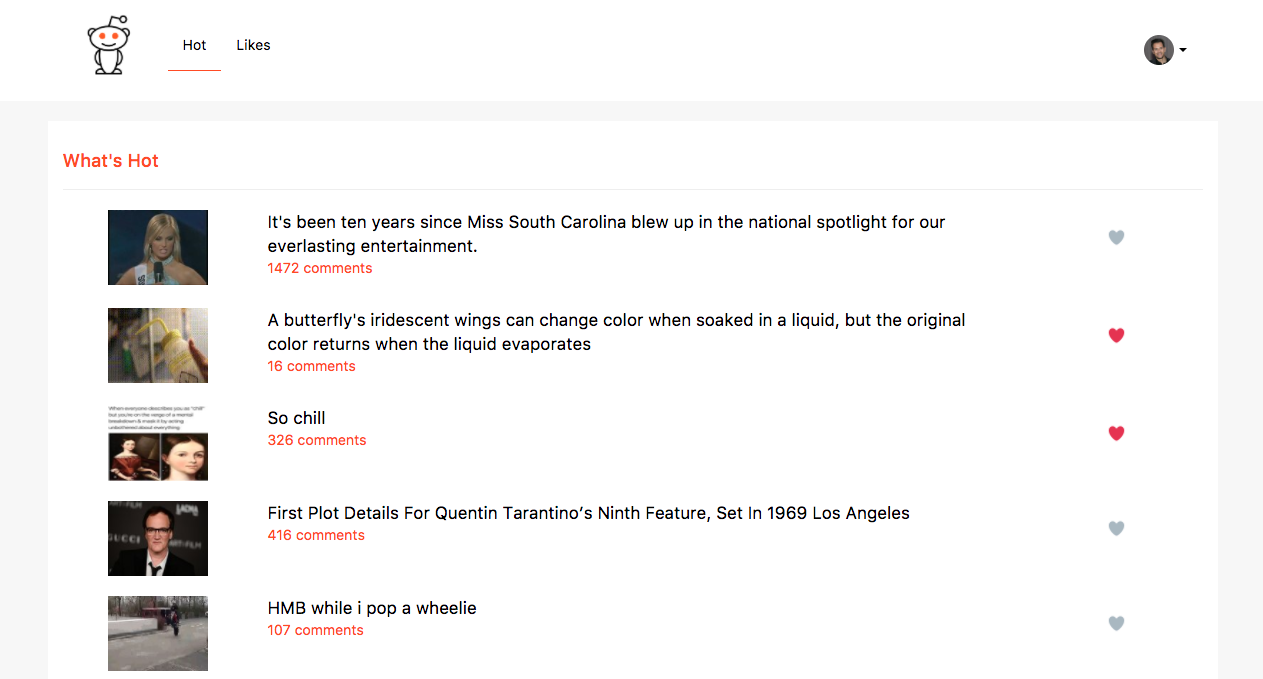 Hot
Likes
What's Hot
It's been ten years since Miss South Carolina blew up in the national spotlight for our
everlasting entertainment.
1472 comments
A butterfly's iridescent wings can change color when soaked in a liquid, but the original
color returns when the liquid evaporates
16 comments
When everyone describes you as "chill"
but you're on the verge of a mental
breakdown & mask it by acting
unbothered about everything.
So chill
326 comments
LACMA
GUCCI
ART+FILM
First Plot Details For Quentin Tarantino’s Ninth Feature, Set In 1969 Los Angeles
416 comments
HMB while i pop a wheelie
107 comments